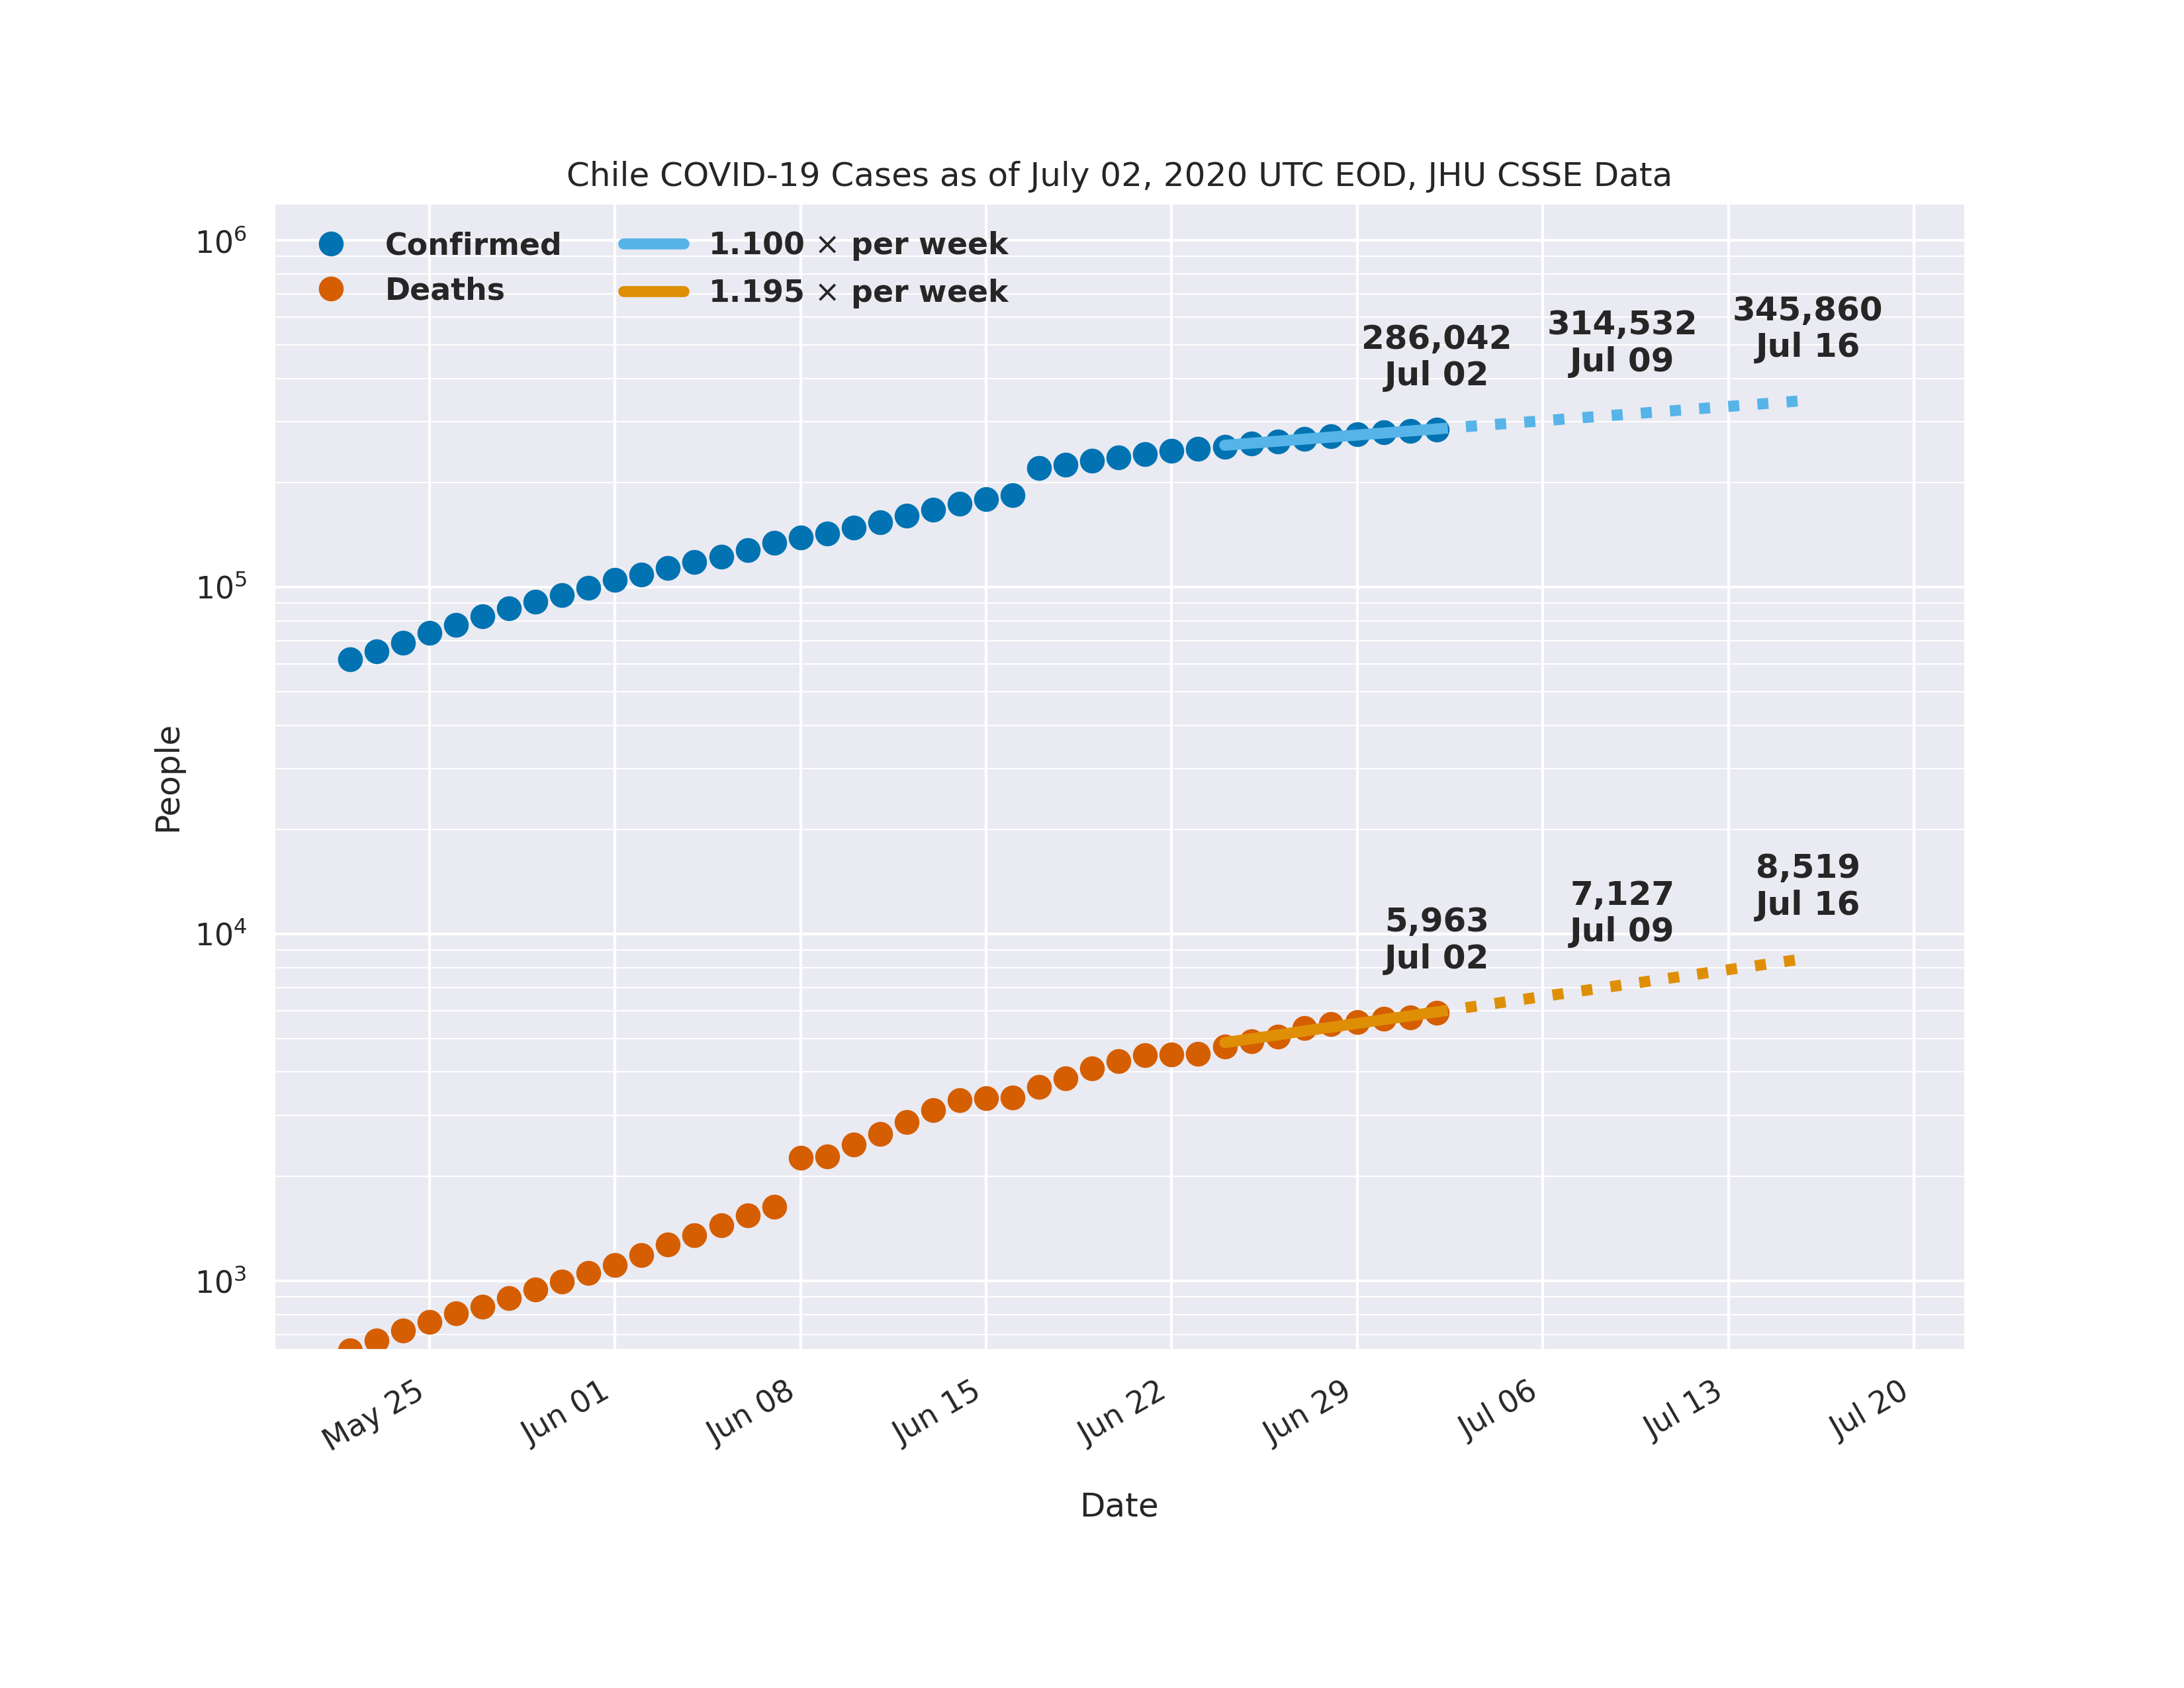 Chile COVID-19 Cases as of July 02, 2020 UTC EOD, JHU CSSE Data
Confirmed
Deaths
1.100 × per week
1.195 × per week
286,042
Jul 02
314,532
Jul 09
345,860
Jul 16
5,963
Jul 02
7,127
Jul 09
8,519
Jul 16
10⁶
10⁵
10⁴
10³
People
May 25
Jun 01
Jun 08
Jun 15
Jun 22
Jun 29
Jul 06
Jul 13
Jul 20
Date